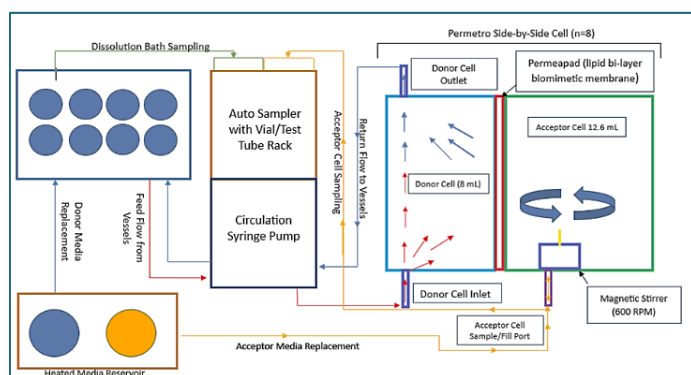 Permetro Side-by-Side Cell (n=8)
Dissolution Bath Sampling
Donor Cell
Outlet
Permeapad (lipid bi-layer
biomimetic membrane)
Auto Sampler
with Vial/Test
Tube Rack
Acceptor Cell Sampling
Return Flow to Vessels
Acceptor Cell 12.6 mL
Donor Cell (8 mL)
Donor Media
Replacement
Feed Flow from
Vessels
Circulation
Syringe Pump
Donor Cell Inlet
Magnetic Stirrer
(600 RPM)
Acceptor Cell
Sample/Fill Port
Acceptor Media Replacement
Heated Media Reservoir